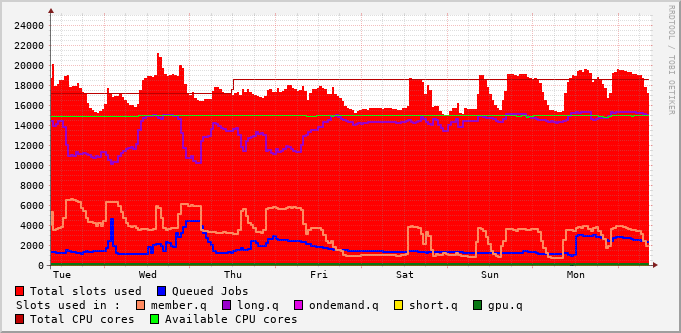 24000
22000
20000
18000
16000
14000
12000
10000
8000
6000
4000
2000
0
Tue Wed Thu Fri Sat Sun Mon
Total slots used Queued Jobs
Slots used in : member.q long.q ondemand.q short.q gpu.q
Total CPU cores Available CPU cores
RRDTOOL / TOBI OETIKER